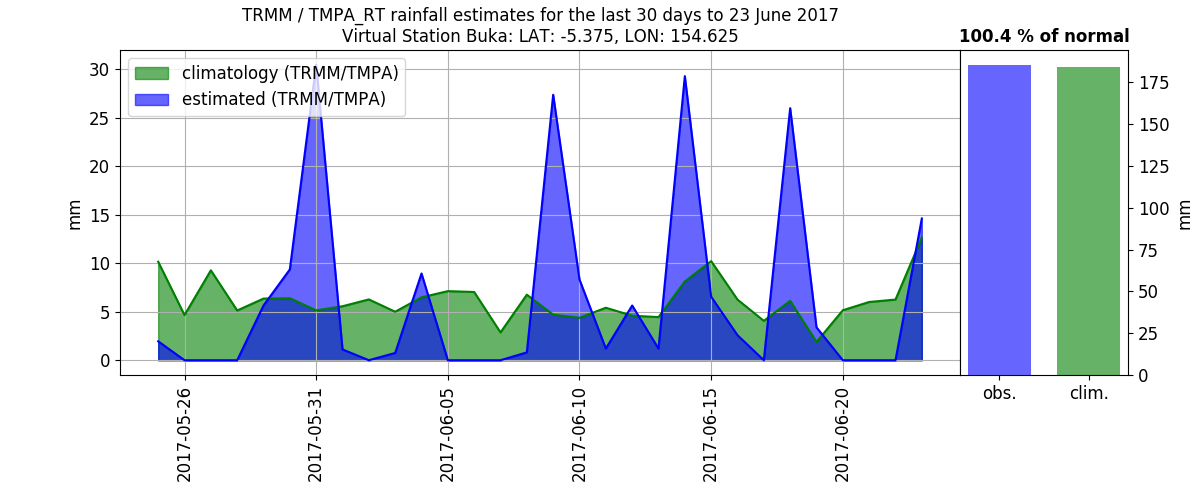 TRMM / TMPA_RT rainfall estimates for the last 30 days to 23 June 2017
Virtual Station Buka: LAT: -5.375, LON: 154.625
100.4 % of normal
climatology (TRMM/TMPA)
estimated (TRMM/TMPA)
mm
30
25
20
15
10
5
0
2017-05-26
2017-05-31
2017-06-05
2017-06-10
2017-06-15
2017-06-20
175
150
125
100
75
50
25
0
mm
obs.
clim.